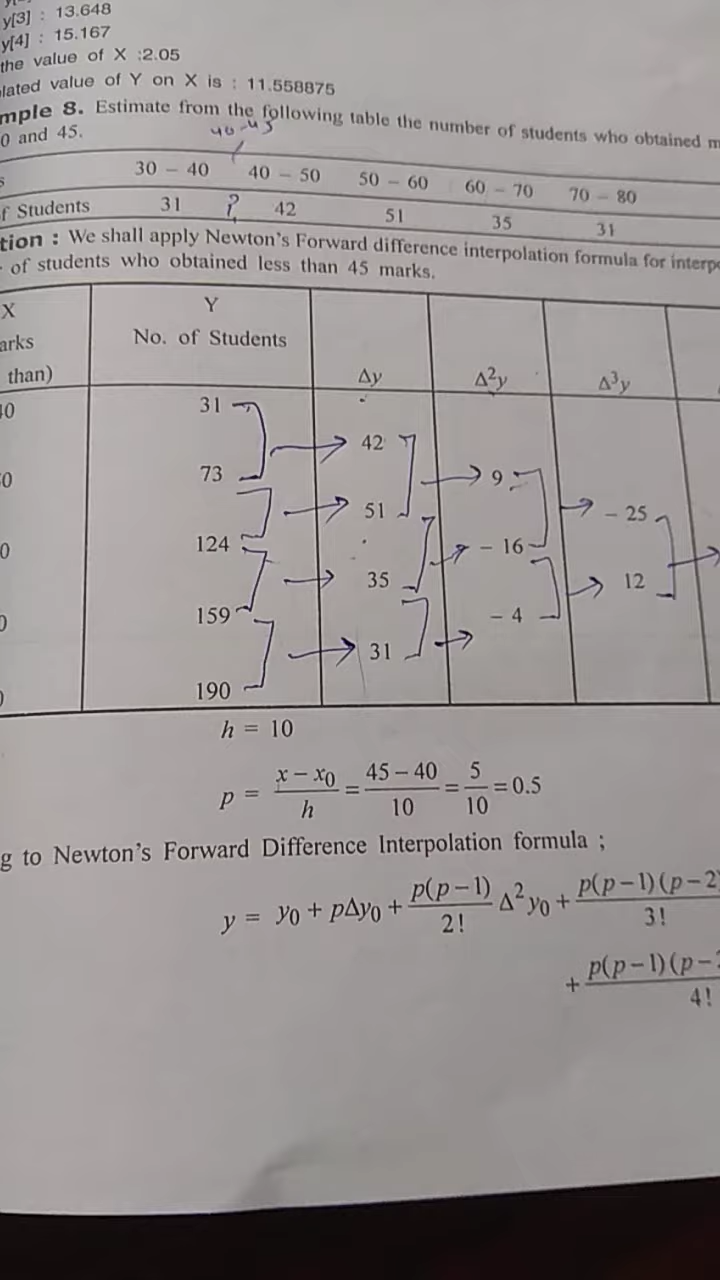 y[3] : 13.648
y[4] : 15.167
the value of X :2.05
lated value of Y on X is : 11.558875
mple 8. Estimate from the following table the number of students who obtained m
0 and 45.
40-45
s 30 – 40 40 – 50 50 – 60 60 – 70 70 – 80
f Students 31 ? 42 51 35 31
tion : We shall apply Newton's Forward difference interpolation formula for interpo
of students who obtained less than 45 marks.
X Y
arks No. of Students
than) Δy Δ²y Δ³y
40 31
42
50 73 9
51 – 25
0 124 – 16
35 12
0 159 – 4
31
0 190
h = 10
p = x – x₀ / h = 45 – 40 / 10 = 5 / 10 = 0.5
g to Newton's Forward Difference Interpolation formula ;
y = y₀ + pΔy₀ + p(p – 1) / 2! Δ²y₀ + p(p – 1)(p – 2) / 3!
+ p(p – 1)(p – / 4!